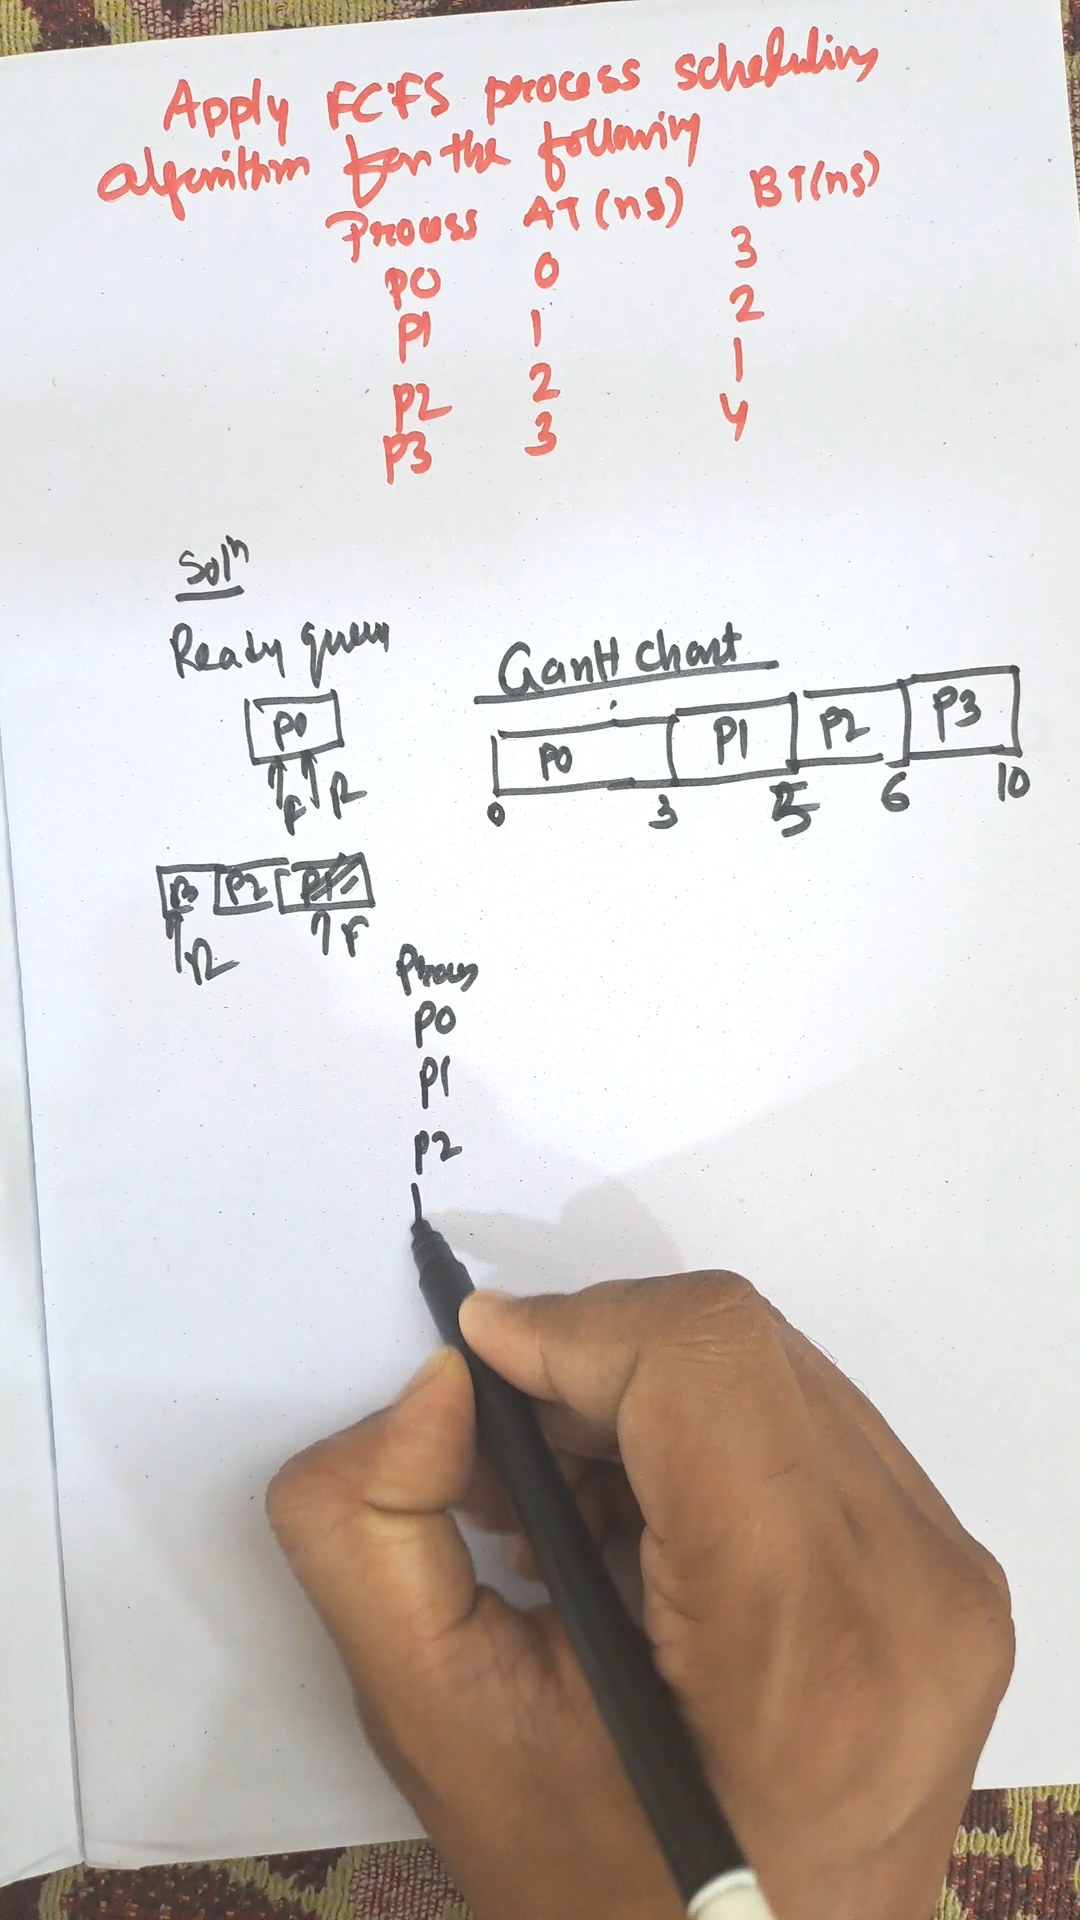 Apply FCFS process scheduling
algorithm for the following
Process AT(ns) BT(ns)
P0 0 3
P1 1 2
P2 2 1
P3 3 4
Soln
Ready queue
Gantt chart
P0
P0 P1 P2 P3
F R
0 3 5 6 10
P3 P2 P1
R F
Process
P0
P1
P2